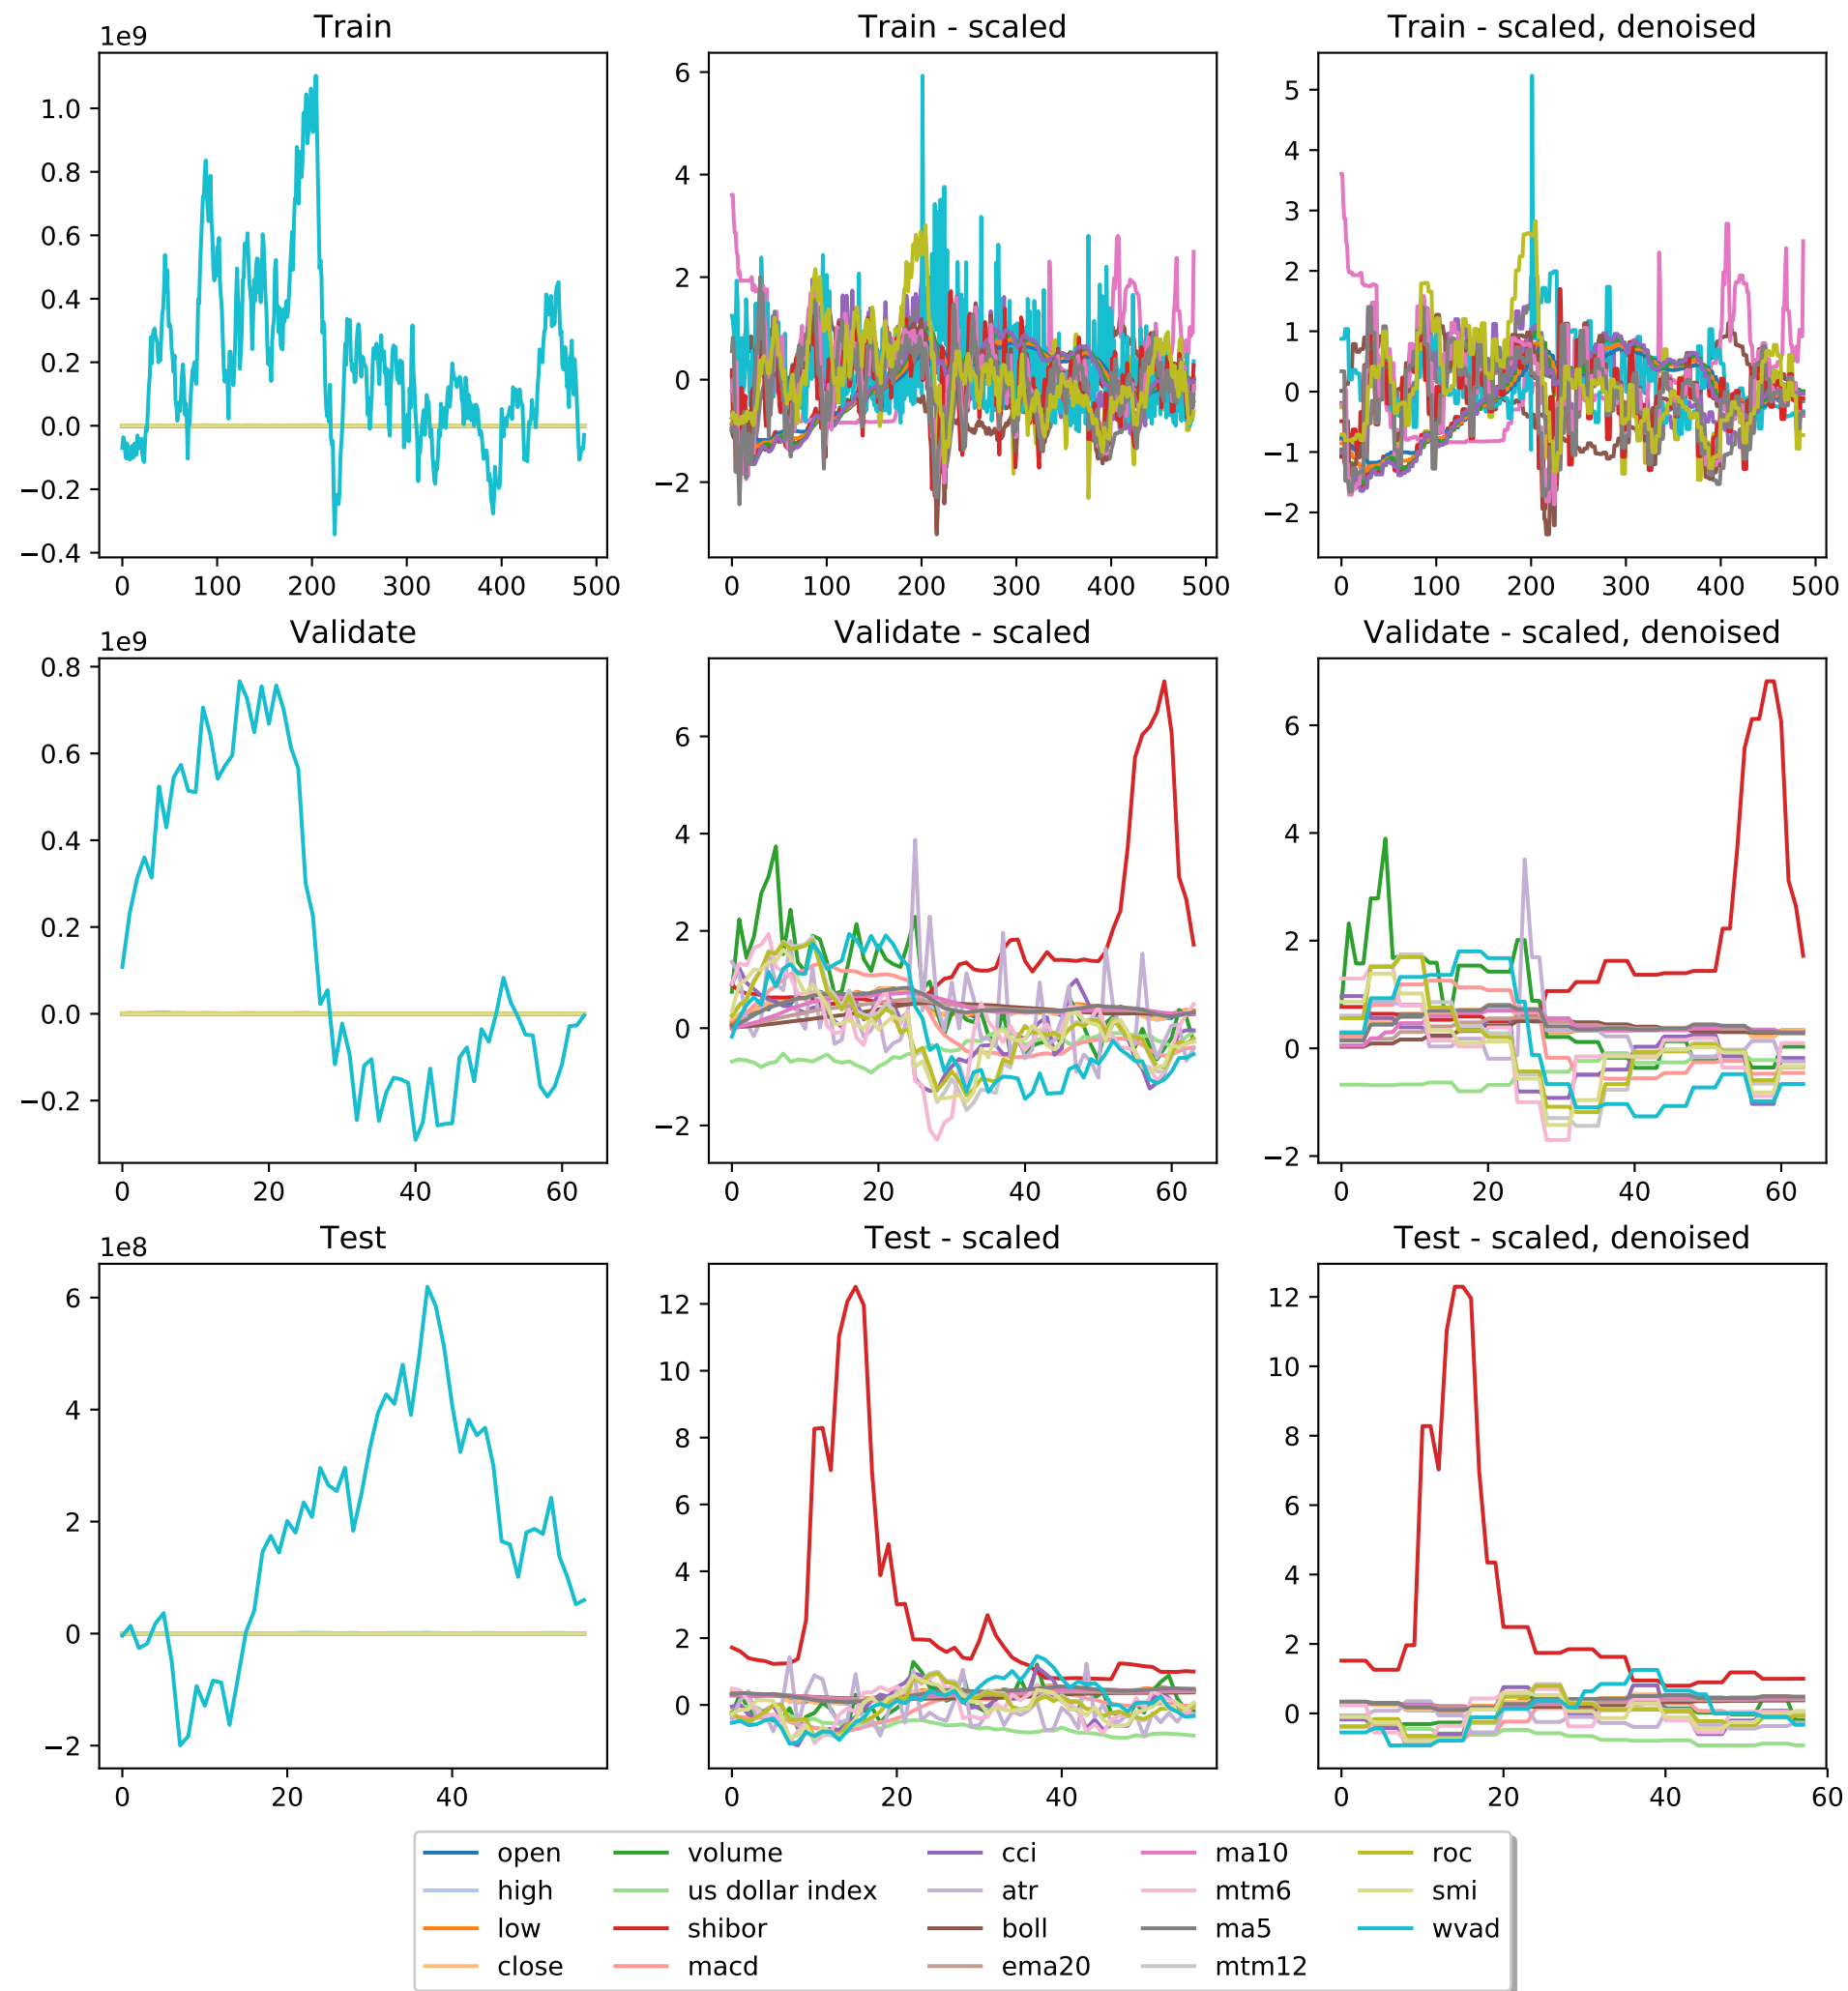 Train
Train - scaled
Train - scaled, denoised
1e9
1.0
0.8
0.6
0.4
0.2
0.0
−0.2
−0.4
0 100 200 300 400 500
6
4
2
0
−2
0 100 200 300 400 500
5
4
3
2
1
0
−1
−2
0 100 200 300 400 500
Validate
Validate - scaled
Validate - scaled, denoised
1e9
0.8
0.6
0.4
0.2
0.0
−0.2
0 20 40 60
6
4
2
0
−2
0 20 40 60
6
4
2
0
−2
0 20 40 60
Test
Test - scaled
Test - scaled, denoised
1e8
6
4
2
0
−2
0 20 40
12
10
8
6
4
2
0
0 20 40
12
10
8
6
4
2
0
0 20 40 60
open
high
low
close
volume
us dollar index
shibor
macd
cci
atr
boll
ema20
ma10
mtm6
ma5
mtm12
roc
smi
wvad